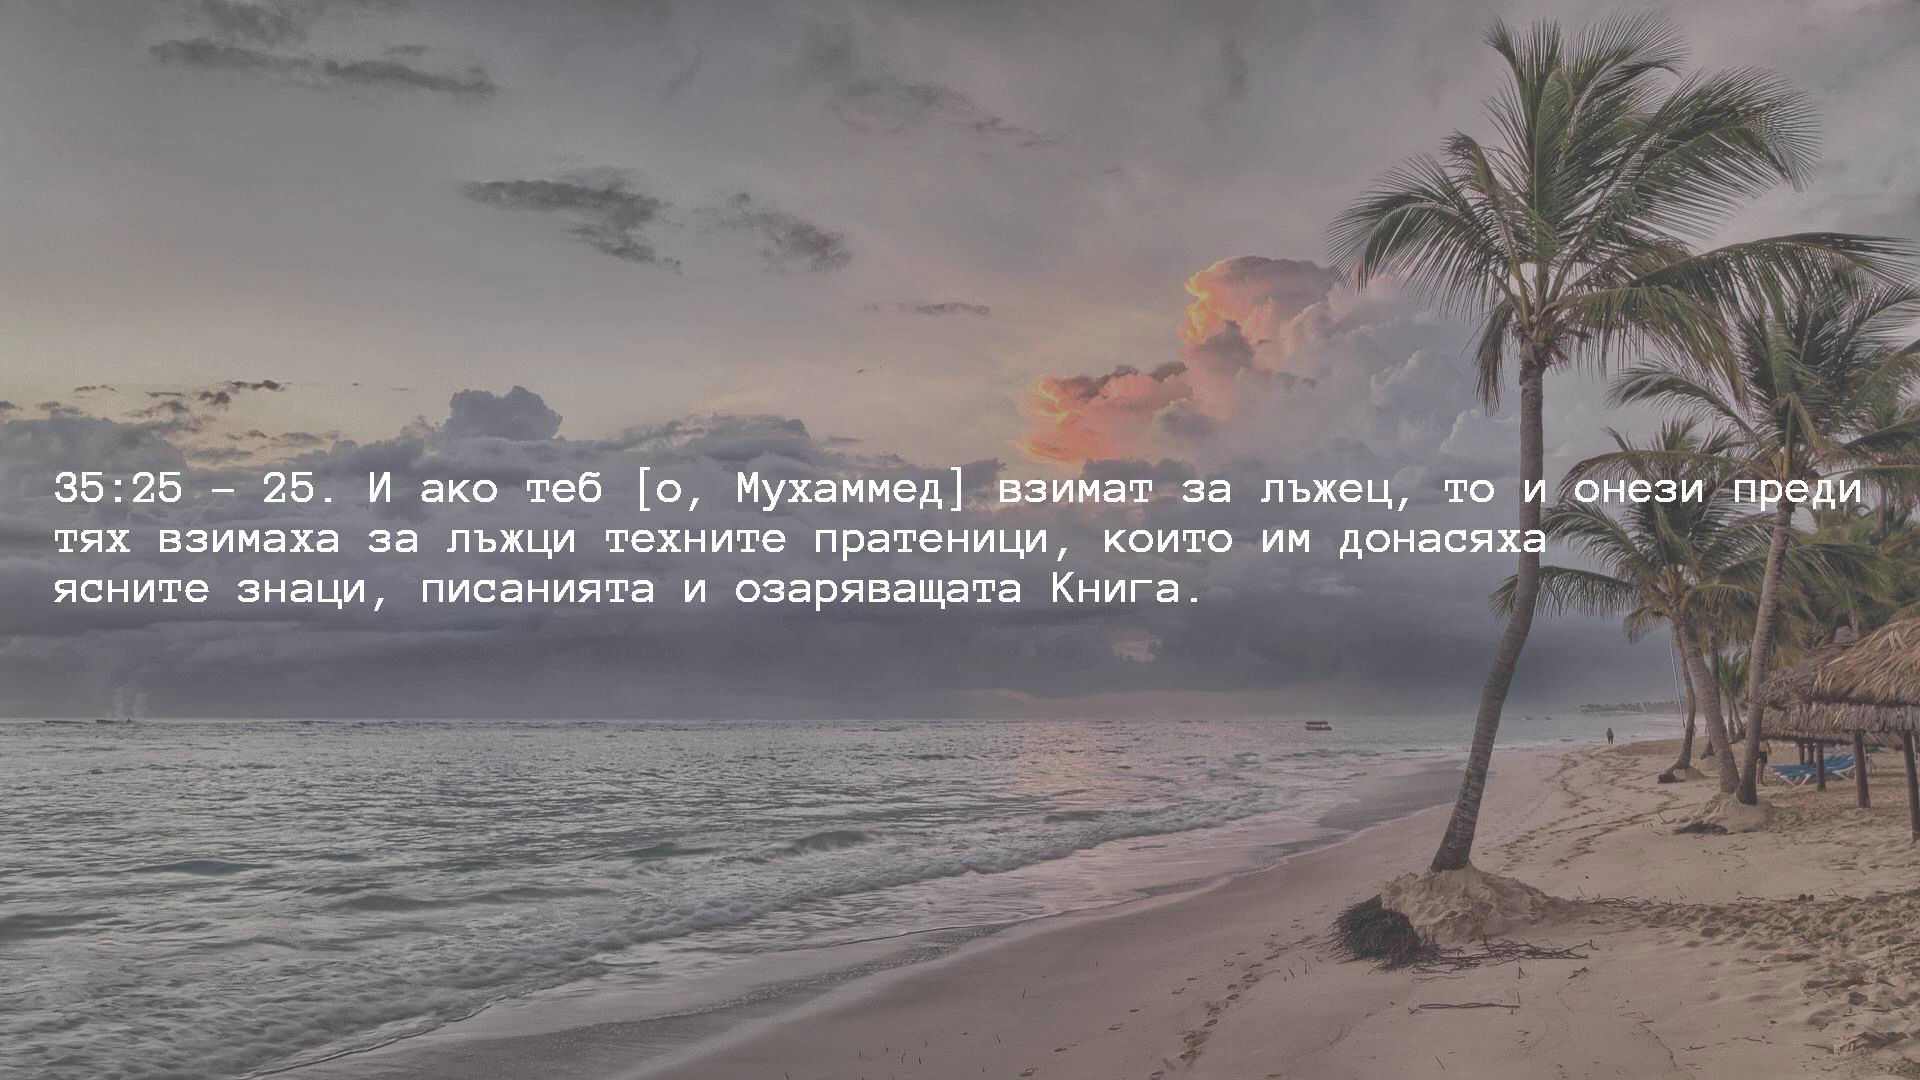 35:25 – 25. И ако теб [о, Мухаммед] взимат за лъжец, то и онези преди
тях взимаха за лъжци техните пратеници, които им донасяха
ясните знаци, писанията и озаряващата Книга.